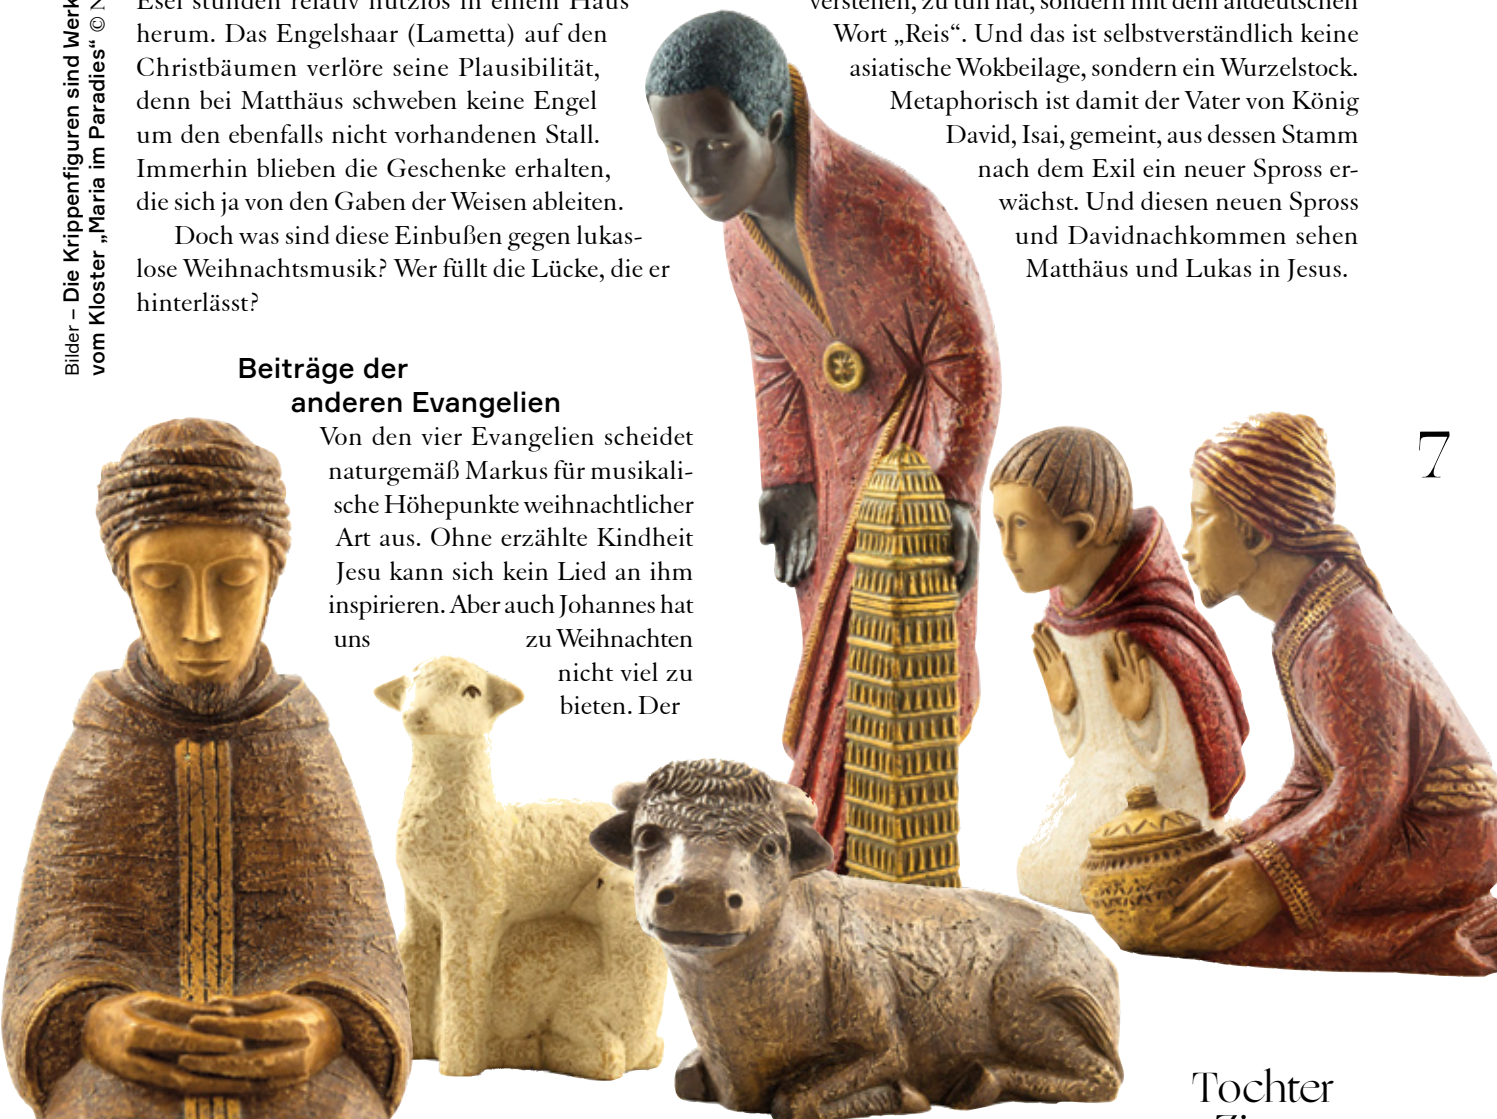 Bilder – Die Krippenfiguren sind Werk
vom Kloster „Maria im Paradies“ © N
Esel stünden relativ nutzlos in einem Haus
herum. Das Engelshaar (Lametta) auf den
Christbäumen verlöre seine Plausibilität,
denn bei Matthäus schweben keine Engel
um den ebenfalls nicht vorhandenen Stall.
Immerhin blieben die Geschenke erhalten,
die sich ja von den Gaben der Weisen ableiten.
Doch was sind diese Einbußen gegen lukas-
lose Weihnachtsmusik? Wer füllt die Lücke, die er
hinterlässt?
Beiträge der
anderen Evangelien
Von den vier Evangelien scheidet
naturgemäß Markus für musikali-
sche Höhepunkte weihnachtlicher
Art aus. Ohne erzählte Kindheit
Jesu kann sich kein Lied an ihm
inspirieren. Aber auch Johannes hat
uns zu Weihnachten
nicht viel zu
bieten. Der
verstehen, zu tun hat, sondern mit dem altdeutschen
Wort „Reis“. Und das ist selbstverständlich keine
asiatische Wokbeilage, sondern ein Wurzelstock.
Metaphorisch ist damit der Vater von König
David, Isai, gemeint, aus dessen Stamm
nach dem Exil ein neuer Spross er-
wächst. Und diesen neuen Spross
und Davidnachkommen sehen
Matthäus und Lukas in Jesus.
7
Tochter